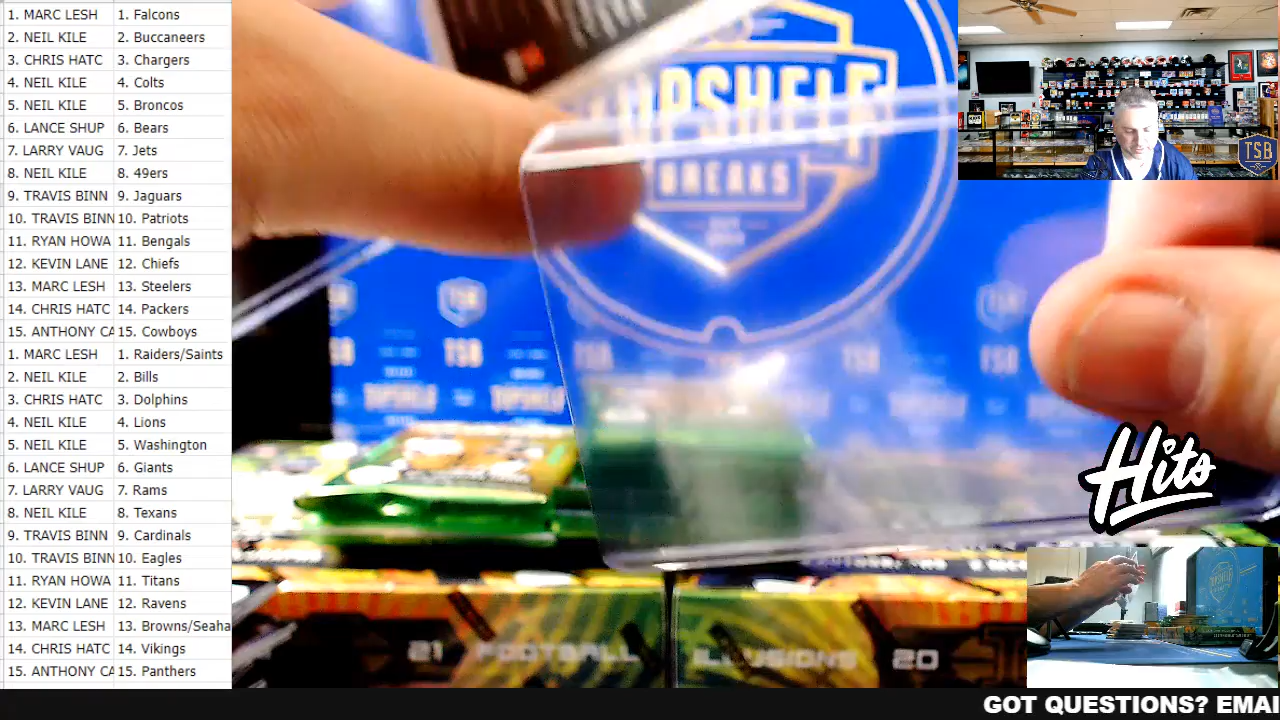 1. MARC LESH 1. Falcons
2. NEIL KILE 2. Buccaneers
3. CHRIS HATC 3. Chargers
4. NEIL KILE 4. Colts
5. NEIL KILE 5. Broncos
6. LANCE SHUP 6. Bears
7. LARRY VAUG 7. Jets
8. NEIL KILE 8. 49ers
9. TRAVIS BINN 9. Jaguars
10. TRAVIS BINN 10. Patriots
11. RYAN HOWA 11. Bengals
12. KEVIN LANE 12. Chiefs
13. MARC LESH 13. Steelers
14. CHRIS HATC 14. Packers
15. ANTHONY CA 15. Cowboys
1. MARC LESH 1. Raiders/Saints
2. NEIL KILE 2. Bills
3. CHRIS HATC 3. Dolphins
4. NEIL KILE 4. Lions
5. NEIL KILE 5. Washington
6. LANCE SHUP 6. Giants
7. LARRY VAUG 7. Rams
8. NEIL KILE 8. Texans
9. TRAVIS BINN 9. Cardinals
10. TRAVIS BINN 10. Eagles
11. RYAN HOWA 11. Titans
12. KEVIN LANE 12. Ravens
13. MARC LESH 13. Browns/Seaha
14. CHRIS HATC 14. Vikings
15. ANTHONY CA 15. Panthers
TSB
TSB
TSB
TOPSHELF
TOPSHELF
21
ILLUSIONS
20
Hits
GOT QUESTIONS? EMAI